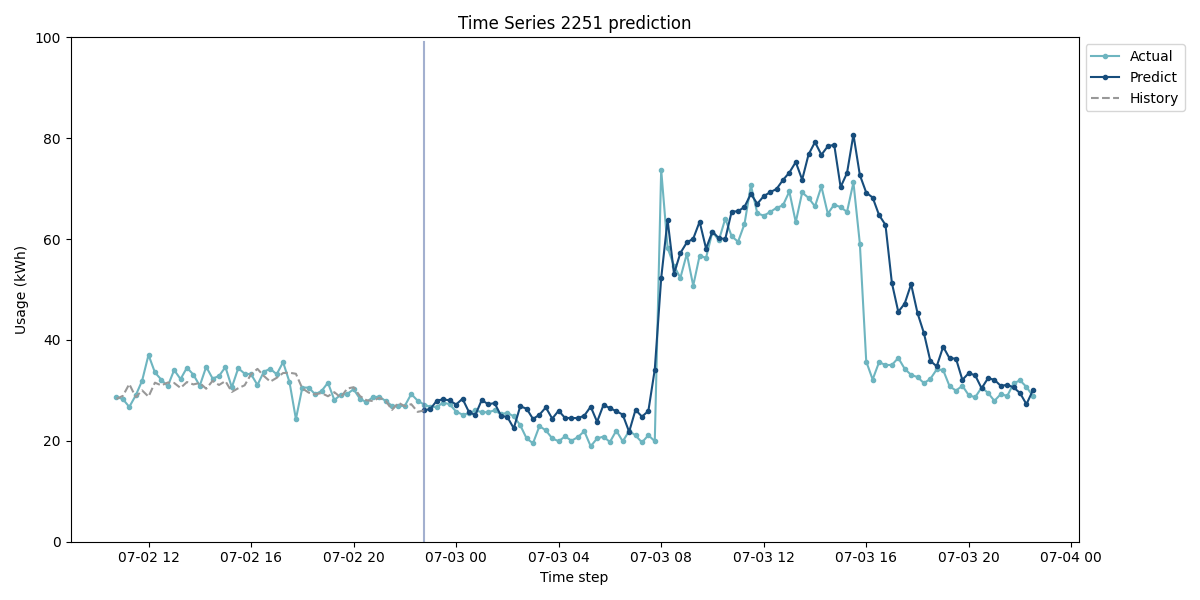 Time Series 2251 prediction
Usage (kWh)
100
80
60
40
20
0
07-02 12
07-02 16
07-02 20
07-03 00
07-03 04
07-03 08
07-03 12
07-03 16
07-03 20
07-04 00
Time step
Actual
Predict
History